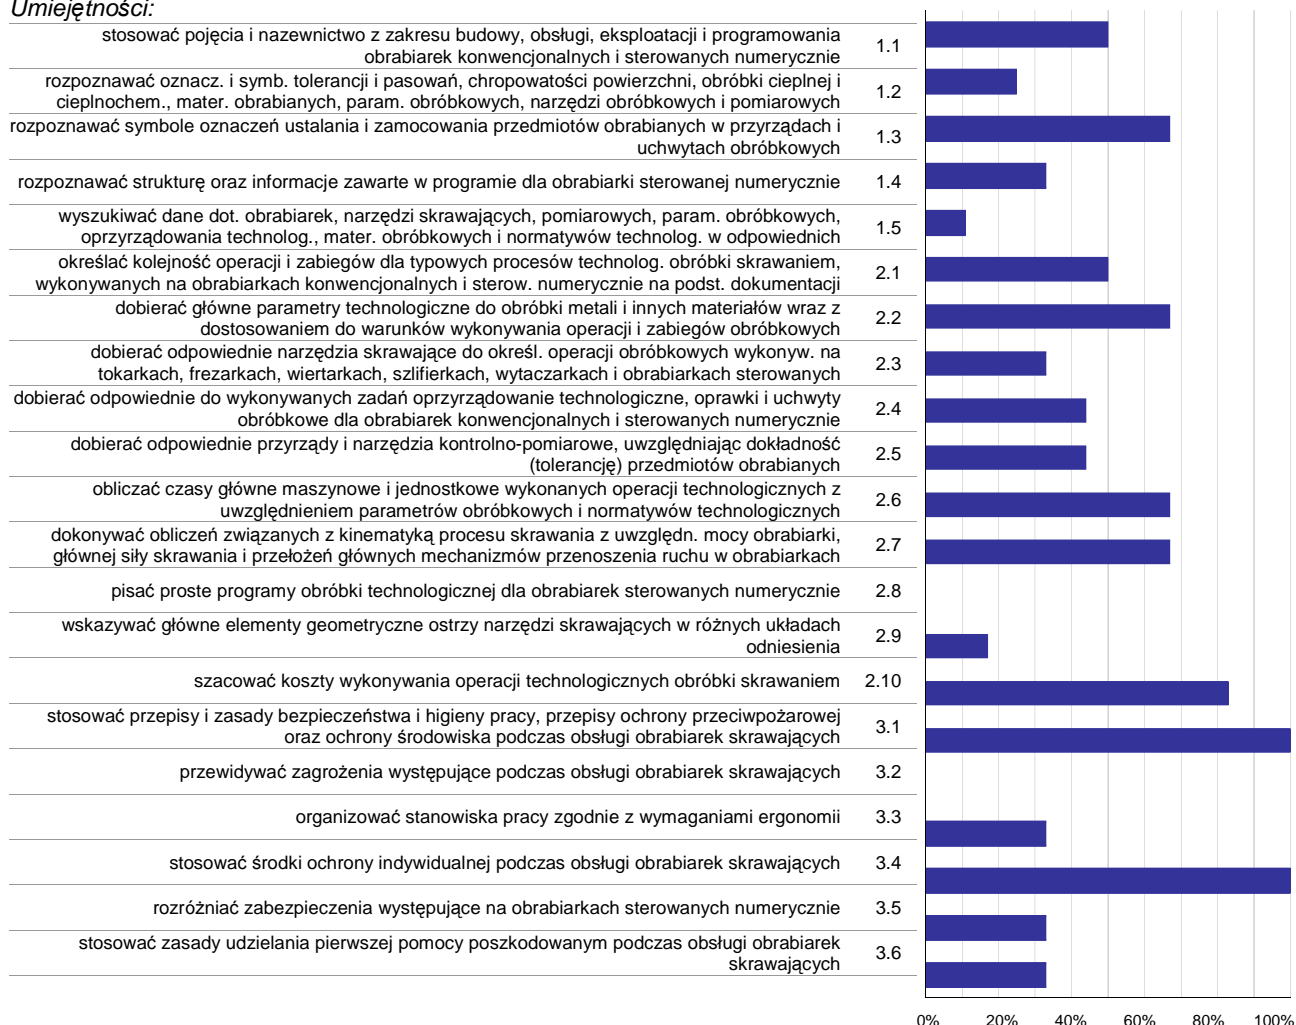 Umiejętności:
stosować pojęcia i nazewnictwo z zakresu budowy, obsługi, eksploatacji i programowania
obrabiarek konwencjonalnych i sterowanych numerycznie
1.1
rozpoznawać oznacz. i symb. tolerancji i pasowań, chropowatości powierzchni, obróbki cieplnej i
cieplnochem., mater. obrabianych, param. obróbkowych, narzędzi obróbkowych i pomiarowych
1.2
rozpoznawać symbole oznaczeń ustalania i zamocowania przedmiotów obrabianych w przyrządach i
uchwytach obróbkowych
1.3
rozpoznawać strukturę oraz informacje zawarte w programie dla obrabiarki sterowanej numerycznie
1.4
wyszukiwać dane dot. obrabiarek, narzędzi skrawających, pomiarowych, param. obróbkowych,
oprzyrządowania technolog., mater. obróbkowych i normatywów technolog. w odpowiednich
1.5
określać kolejność operacji i zabiegów dla typowych procesów technolog. obróbki skrawaniem,
wykonywanych na obrabiarkach konwencjonalnych i sterow. numerycznie na podst. dokumentacji
2.1
dobierać główne parametry technologiczne do obróbki metali i innych materiałów wraz z
dostosowaniem do warunków wykonywania operacji i zabiegów obróbkowych
2.2
dobierać odpowiednie narzędzia skrawające do określ. operacji obróbkowych wykonyw. na
tokarkach, frezarkach, wiertarkach, szlifierkach, wytaczarkach i obrabiarkach sterowanych
2.3
dobierać odpowiednie do wykonywanych zadań oprzyrządowanie technologiczne, oprawki i uchwyty
obróbkowe dla obrabiarek konwencjonalnych i sterowanych numerycznie
2.4
dobierać odpowiednie przyrządy i narzędzia kontrolno-pomiarowe, uwzględniając dokładność
(tolerancję) przedmiotów obrabianych
2.5
obliczać czasy główne maszynowe i jednostkowe wykonanych operacji technologicznych z
uwzględnieniem parametrów obróbkowych i normatywów technologicznych
2.6
dokonywać obliczeń związanych z kinematyką procesu skrawania z uwzględn. mocy obrabiarki,
głównej siły skrawania i przełożeń głównych mechanizmów przenoszenia ruchu w obrabiarkach
2.7
pisać proste programy obróbki technologicznej dla obrabiarek sterowanych numerycznie
2.8
wskazywać główne elementy geometryczne ostrzy narzędzi skrawających w różnych układach
odniesienia
2.9
szacować koszty wykonywania operacji technologicznych obróbki skrawaniem
2.10
stosować przepisy i zasady bezpieczeństwa i higieny pracy, przepisy ochrony przeciwpożarowej
oraz ochrony środowiska podczas obsługi obrabiarek skrawających
3.1
przewidywać zagrożenia występujące podczas obsługi obrabiarek skrawających
3.2
organizować stanowiska pracy zgodnie z wymaganiami ergonomii
3.3
stosować środki ochrony indywidualnej podczas obsługi obrabiarek skrawających
3.4
rozróżniać zabezpieczenia występujące na obrabiarkach sterowanych numerycznie
3.5
stosować zasady udzielania pierwszej pomocy poszkodowanym podczas obsługi obrabiarek
skrawających
3.6
0% 20% 40% 60% 80% 100%